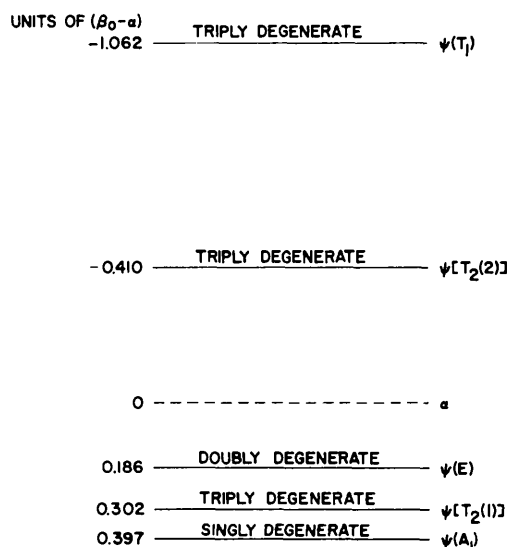 UNITS OF (β₀-α)
-1.062 TRIPLY DEGENERATE ψ(T₁)
-0.410 TRIPLY DEGENERATE ψ[T₂(2)]
0 α
0.186 DOUBLY DEGENERATE ψ(E)
0.302 TRIPLY DEGENERATE ψ[T₂(1)]
0.397 SINGLY DEGENERATE ψ(A₁)